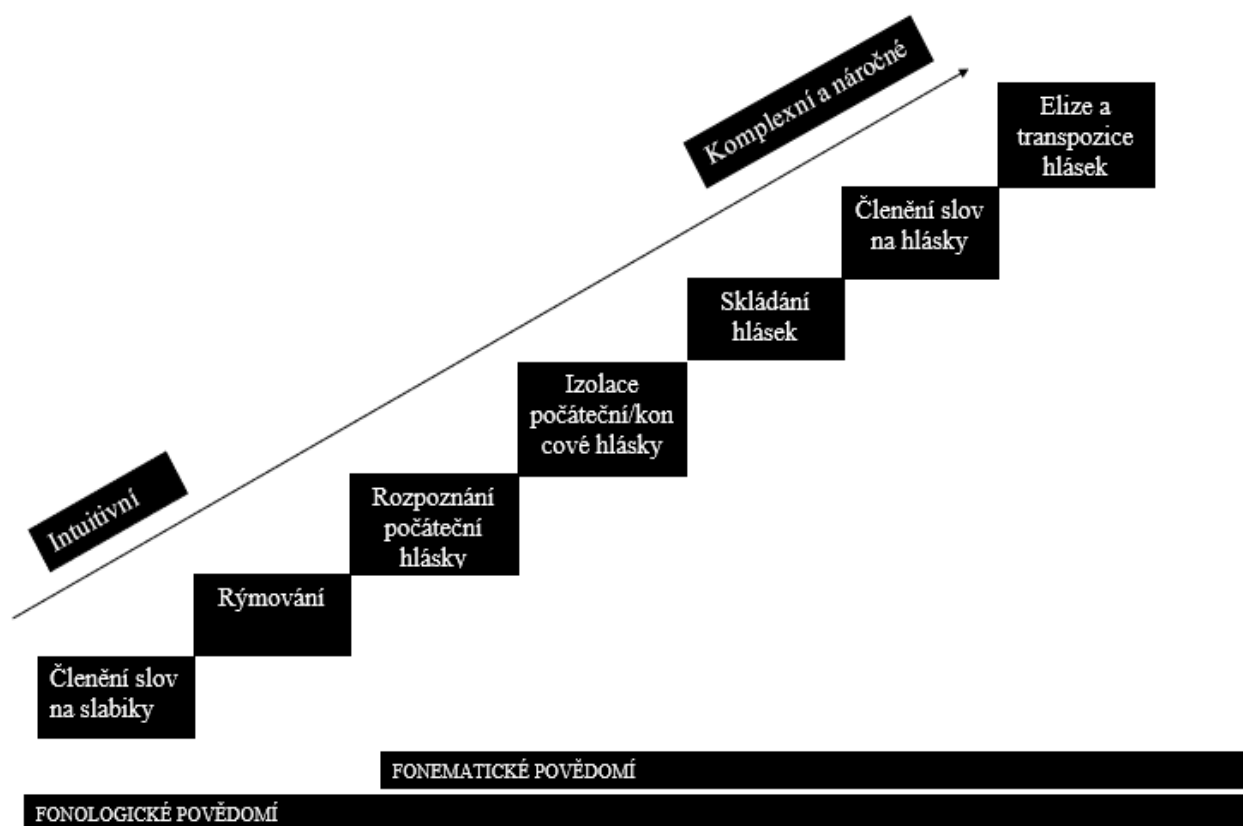 Komplexní a náročné
Elize a
transpozice
hlásek
Členění slov
na hlásky
Skládání
hlásek
Izolace
počáteční/kon
cové hlásky
Intuitivní
Rozpoznání
počáteční
hlásky
Rýmování
Členění slov
na slabiky
FONEMATICKÉ POVĚDOMÍ
FONOLOGICKÉ POVĚDOMÍ